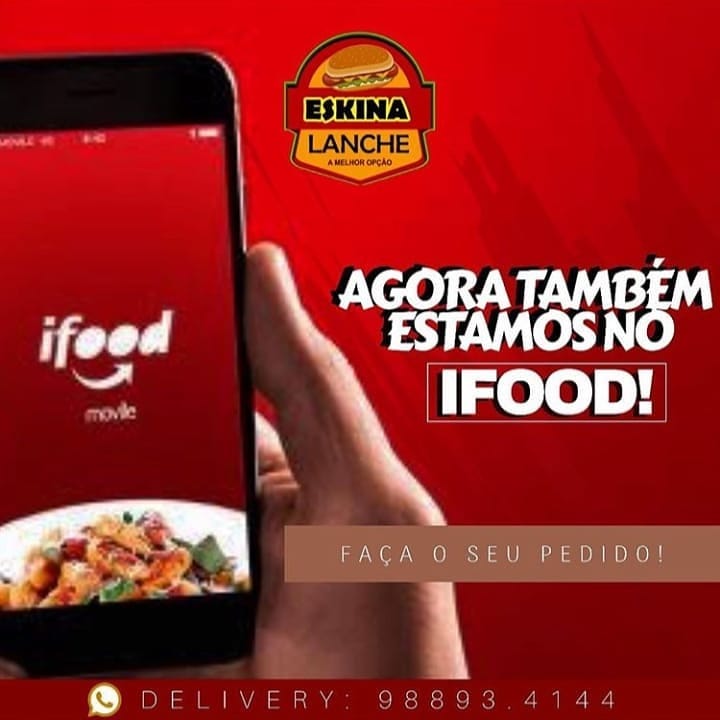 ESKINA
LANCHE
A MELHOR OPÇÃO
ifood
movile
AGORA TAMBÉM
ESTAMOS NO
IFOOD!
FAÇA O SEU PEDIDO!
DELIVERY: 98893.4144